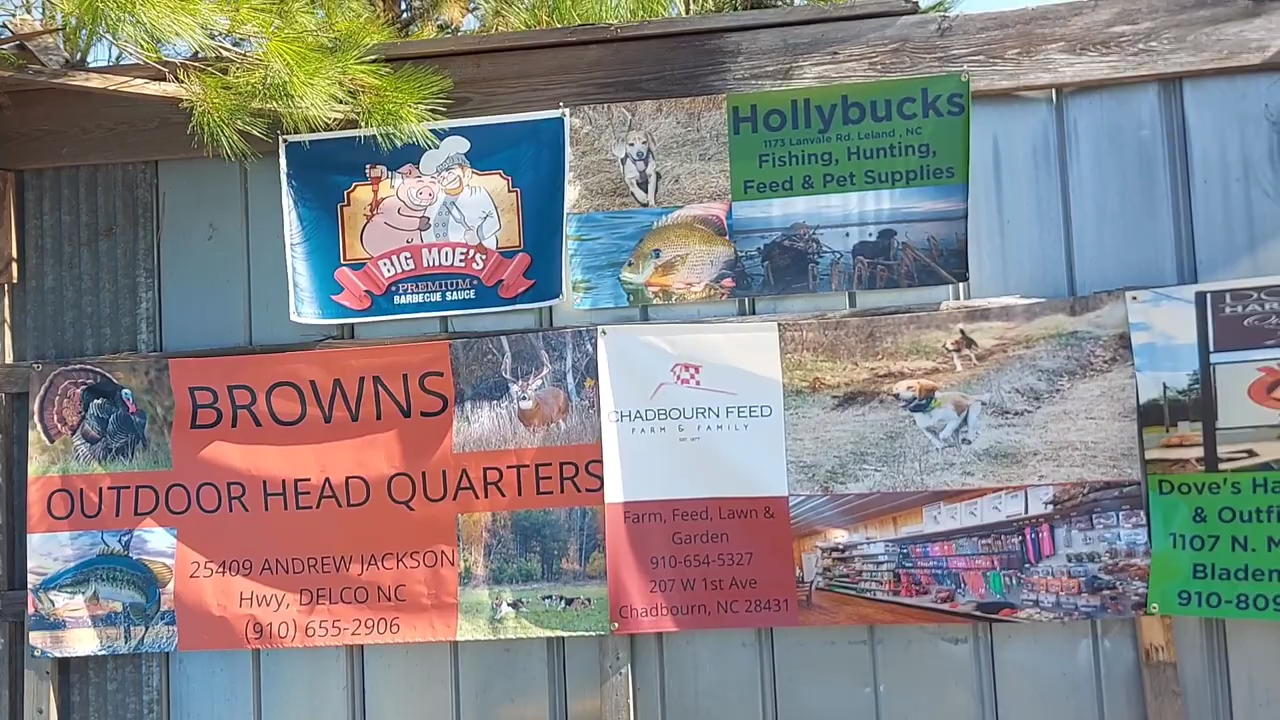 BIG MOE'S
PREMIUM
BARBECUE SAUCE
Hollybucks
1173 Lanvale Rd. Leland , NC
Fishing, Hunting,
Feed & Pet Supplies
BROWNS
OUTDOOR HEAD QUARTERS
25409 ANDREW JACKSON
Hwy, DELCO NC
(910) 655-2906
CHADBOURN FEED
FARM & FAMILY
EST. 1877
Farm, Feed, Lawn &
Garden
910-654-5327
207 W 1st Ave
Chadbourn, NC 28431
Dove's Ha
& Outfi
1107 N. M
Bladen
910-809